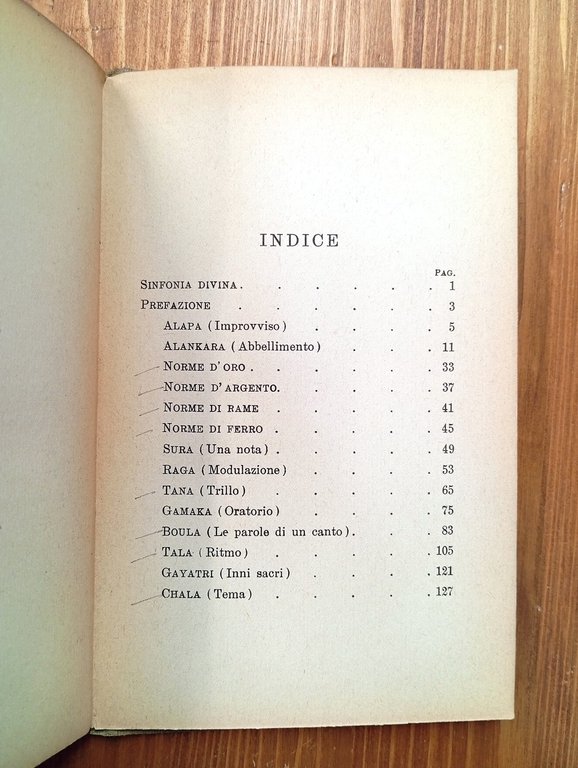 INDICE
PAG.
SINFONIA DIVINA . . . . . 1
PREFAZIONE . . . . . . 3
ALAPA (Improvviso) . . . . 5
ALANKARA (Abbellimento) . . . 11
NORME D'ORO . . . . . . 33
NORME D'ARGENTO. . . . . 37
NORME DI RAME . . . . . 41
NORME DI FERRO . . . . . 45
SURA (Una nota) . . . . . 49
RAGA (Modulazione) . . . . 53
TANA (Trillo) . . . . . 65
GAMAKA (Oratorio) . . . . 75
BOULA (Le parole di un canto). . . 83
TALA (Ritmo) . . . . . 105
GAYATRI (Inni sacri) . . . . 121
CHALA (Tema) . . . . . 127